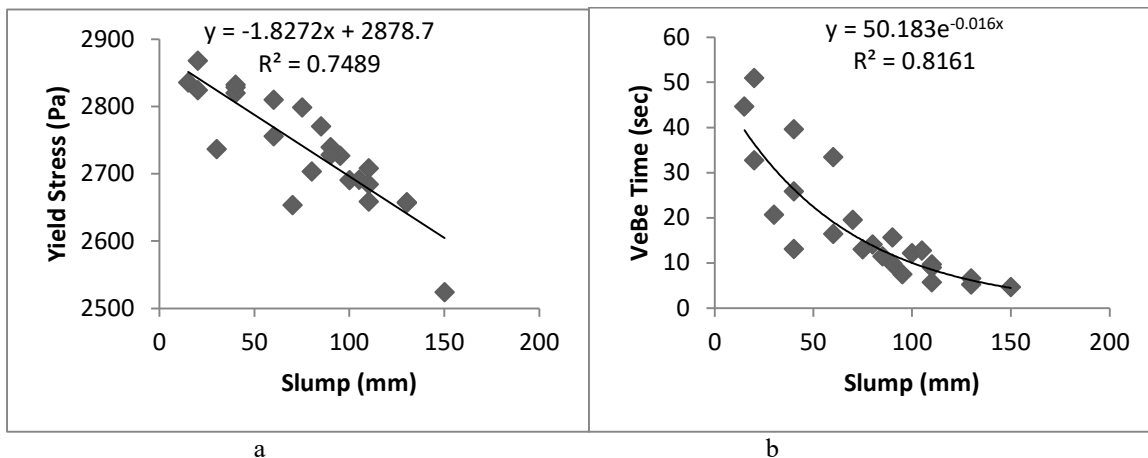 y = -1.8272x + 2878.7
R² = 0.7489
2900
2800
2700
2600
2500
Yield Stress (Pa)
0 50 100 150 200
Slump (mm)
a
y = 50.183e^-0.016x
R² = 0.8161
60
50
40
30
20
10
0
VeBe Time (sec)
0 50 100 150 200
Slump (mm)
b